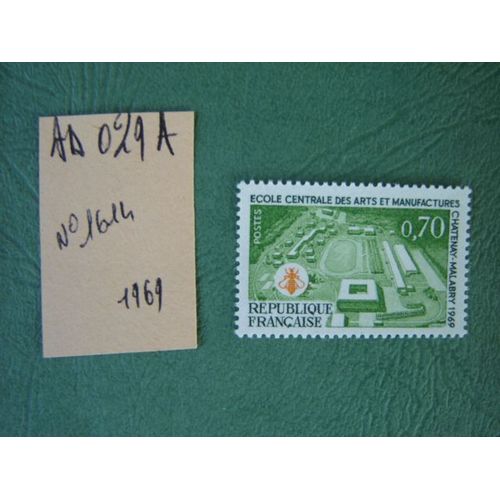 AD 029 A
N° 1614
1969
ECOLE CENTRALE DES ARTS ET MANUFACTURES
POSTES
0,70
CHATENAY-MALABRY 1969
REPUBLIQUE
FRANÇAISE